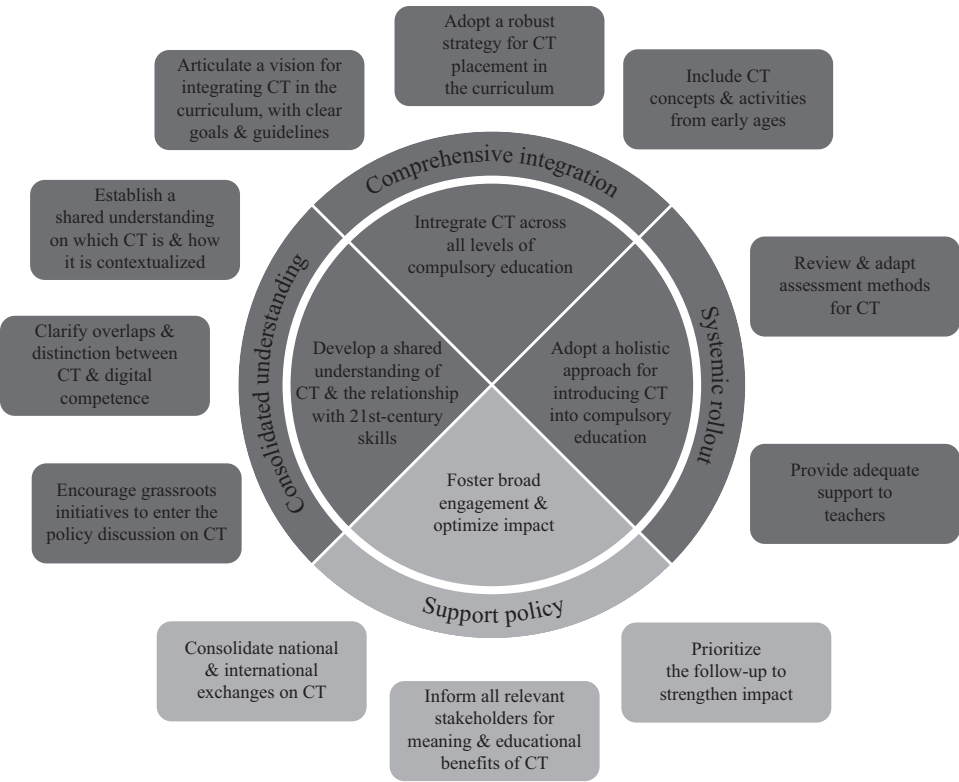 Adopt a robust
strategy for CT
placement in
the curriculum
Articulate a vision for
integrating CT in the
curriculum, with clear
goals & guidelines
Include CT
concepts & activities
from early ages
Comprehensive integration
Establish a
shared understanding
on which CT is & how
it is contextualized
Intregrate CT across
all levels of
compulsory education
Review & adapt
assessment methods
for CT
Consolidated understanding
Systemic rollout
Clarify overlaps &
distinction between
CT & digital
competence
Develop a shared
understanding of
CT & the relationship
with 21st-century
skills
Adopt a holistic
approach for
introducing CT
into compulsory
education
Encourage grassroots
initiatives to enter the
policy discussion on CT
Foster broad
engagement &
optimize impact
Provide adequate
support to
teachers
Support policy
Consolidate national
& international
exchanges on CT
Inform all relevant
stakeholders for
meaning & educational
benefits of CT
Prioritize
the follow-up to
strengthen impact